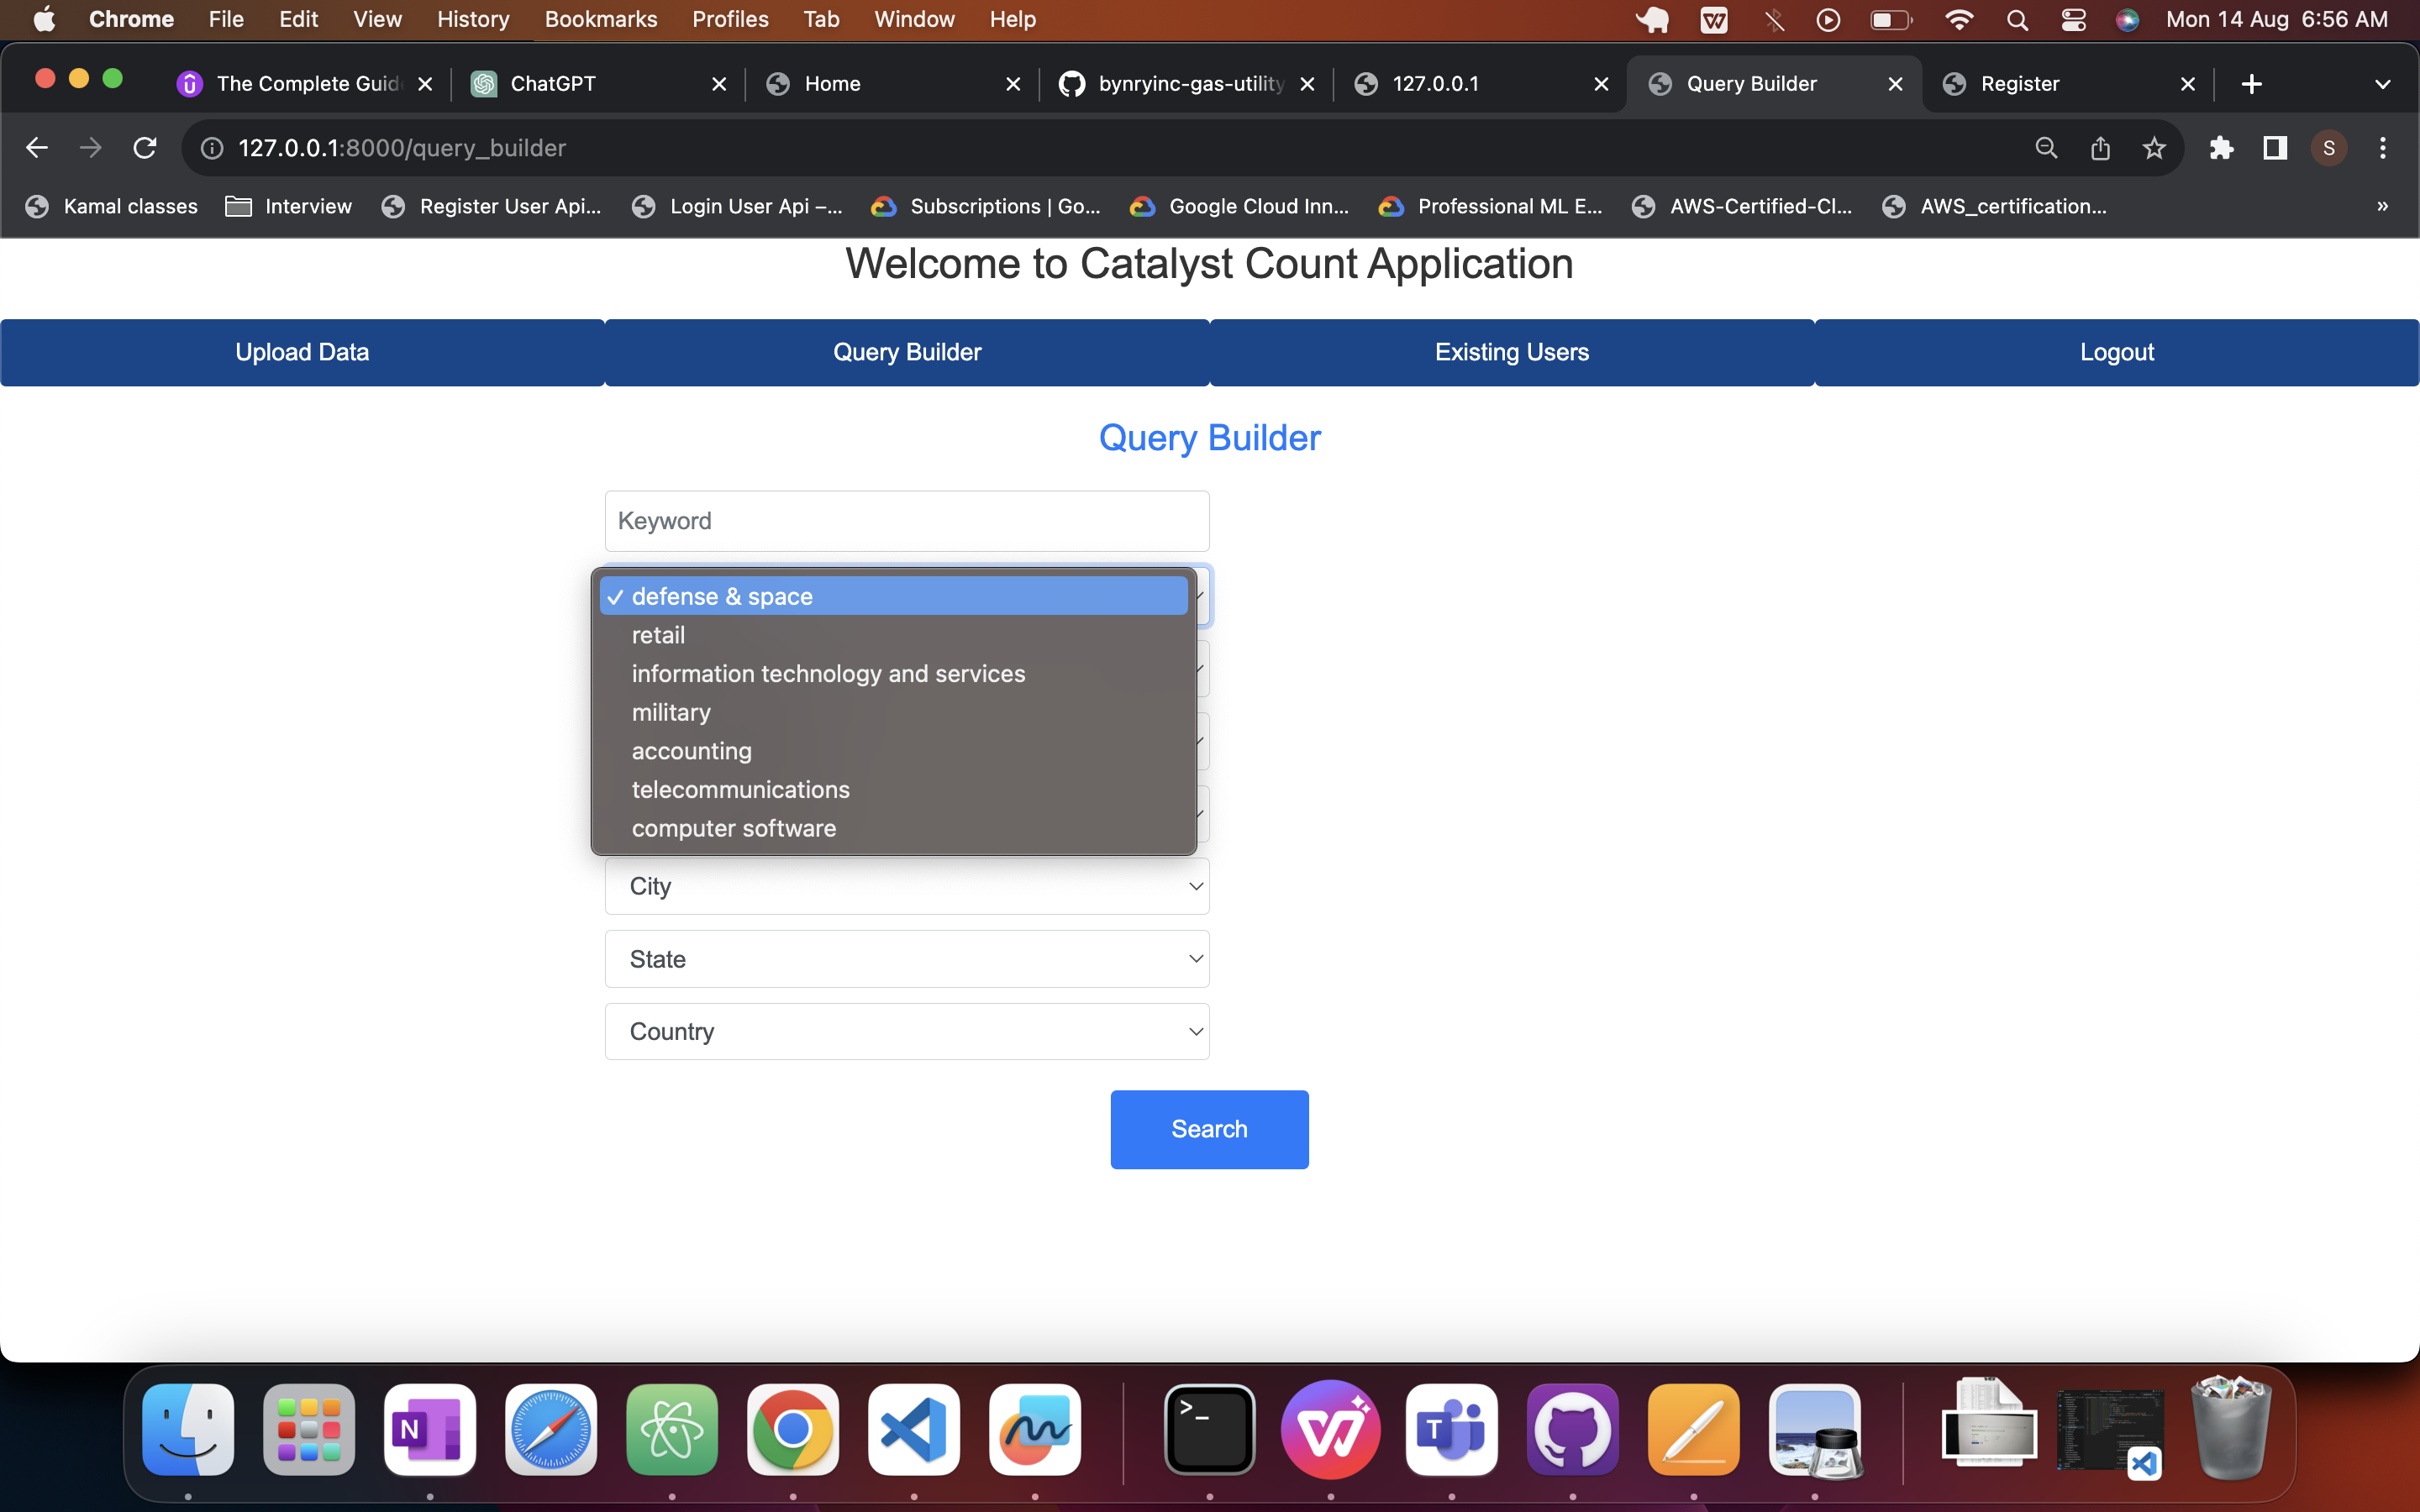 Chrome File Edit View History Bookmarks Profiles Tab Window Help Mon 14 Aug 6:56 AM
The Complete Guid ChatGPT Home bynryinc-gas-utility 127.0.0.1 Query Builder Register
127.0.0.1:8000/query_builder S
Kamal classes Interview Register User Api... Login User Api –... Subscriptions | Go... Google Cloud Inn... Professional ML E... AWS-Certified-Cl... AWS_certification... »
Welcome to Catalyst Count Application
Upload Data Query Builder Existing Users Logout
Query Builder
Keyword
✓ defense & space
retail
information technology and services
military
accounting
telecommunications
computer software
City
State
Country
Search
N >_ T